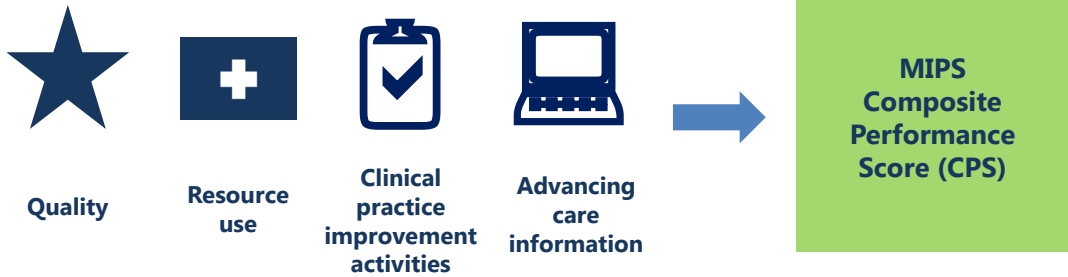 Quality
Resource
use
Clinical
practice
improvement
activities
Advancing
care
information
MIPS
Composite
Performance
Score (CPS)